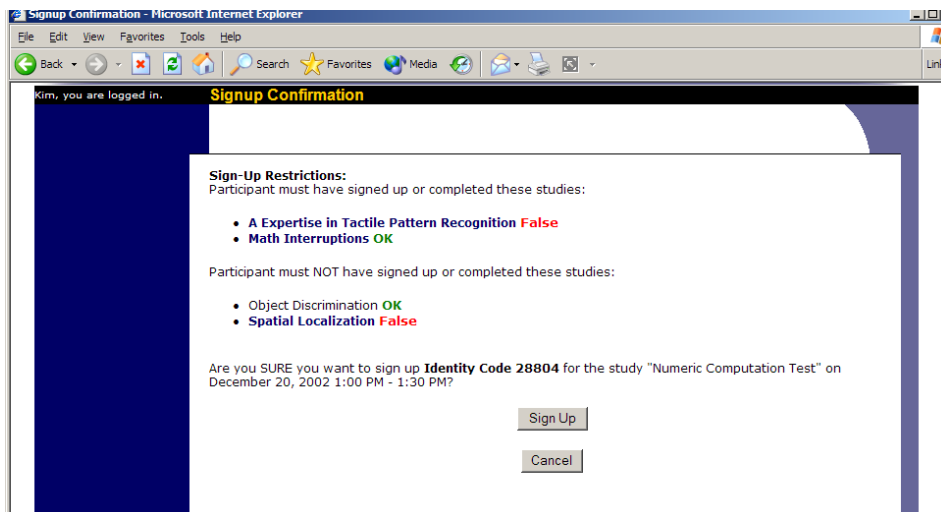 Signup Confirmation - Microsoft Internet Explorer
File Edit View Favorites Tools Help
Back Search Favorites Media
Kim, you are logged in. Signup Confirmation
Sign-Up Restrictions:
Participant must have signed up or completed these studies:
A Expertise in Tactile Pattern Recognition False
Math Interruptions OK
Participant must NOT have signed up or completed these studies:
Object Discrimination OK
Spatial Localization False
Are you SURE you want to sign up Identity Code 28804 for the study "Numeric Computation Test" on
December 20, 2002 1:00 PM - 1:30 PM?
Sign Up
Cancel